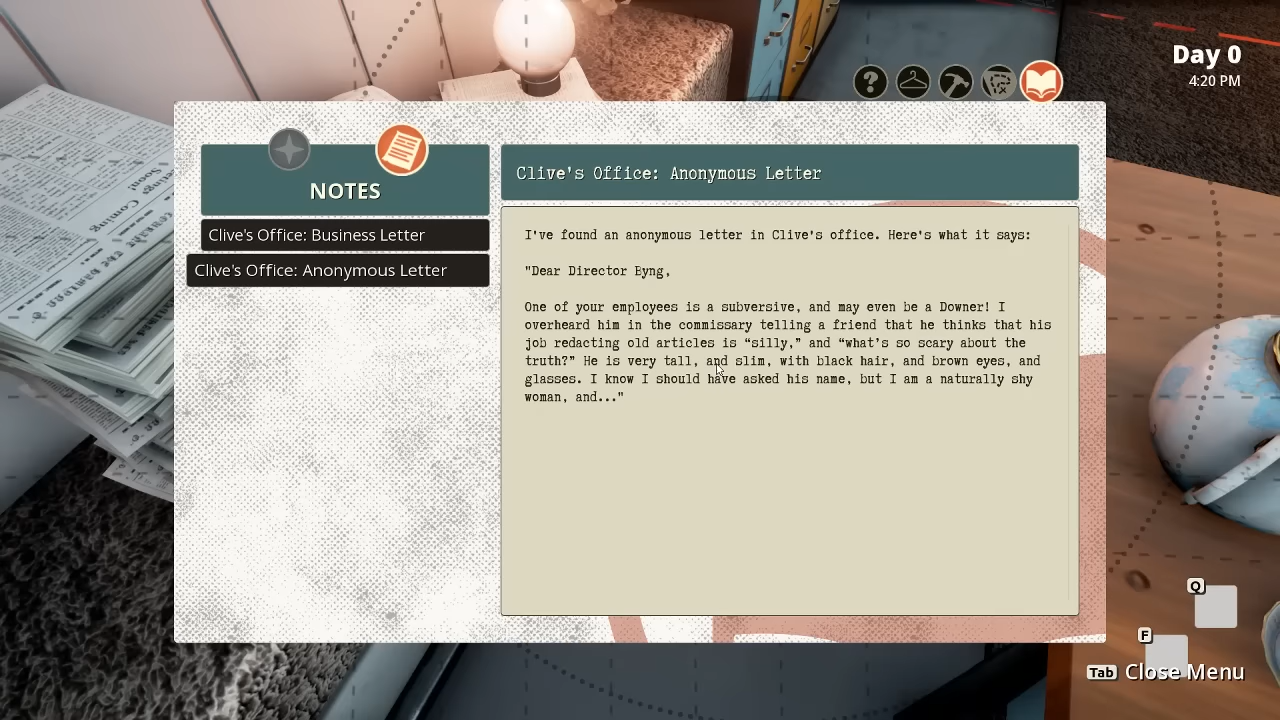 Day 0
4:20 PM
NOTES
Clive's Office: Business Letter
Clive's Office: Anonymous Letter
Clive's Office: Anonymous Letter
I've found an anonymous letter in Clive's office. Here's what it says:
"Dear Director Byng,
One of your employees is a subversive, and may even be a Downer! I
overheard him in the commissary telling a friend that he thinks that his
job redacting old articles is “silly,” and “what's so scary about the
truth?” He is very tall, and slim, with black hair, and brown eyes, and
glasses. I know I should have asked his name, but I am a naturally shy
woman, and..."
Q
F
Tab Close Menu
Coming
Soon!